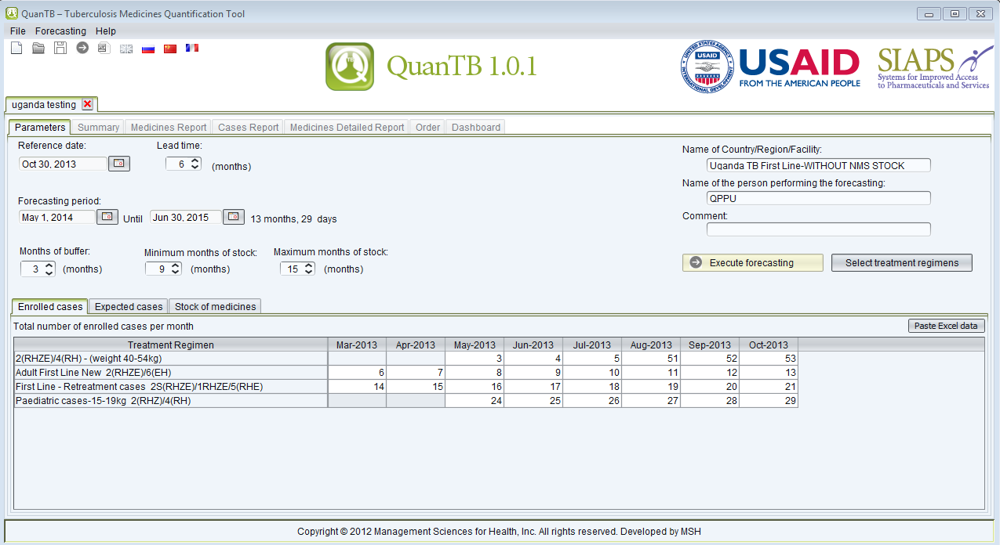 QuanTB – Tuberculosis Medicines Quantification Tool
File Forecasting Help
QuanTB 1.0.1
UNITED STATES AGENCY
USAID
INTERNATIONAL DEVELOPMENT
USAID
FROM THE AMERICAN PEOPLE
SIAPS
Systems for Improved Access
to Pharmaceuticals and Services
uganda testing
Parameters Summary Medicines Report Cases Report Medicines Detailed Report Order Dashboard
Reference date: Lead time:
Oct 30, 2013 6 (months)
Name of Country/Region/Facility:
Uganda TB First Line-WITHOUT NMS STOCK
Name of the person performing the forecasting:
QPPU
Comment:
Forecasting period:
May 1, 2014 Until Jun 30, 2015 13 months, 29 days
Months of buffer: Minimum months of stock: Maximum months of stock:
3 (months) 9 (months) 15 (months)
Execute forecasting Select treatment regimens
Enrolled cases Expected cases Stock of medicines
Total number of enrolled cases per month Paste Excel data
Treatment Regimen Mar-2013 Apr-2013 May-2013 Jun-2013 Jul-2013 Aug-2013 Sep-2013 Oct-2013
2(RHZE)/4(RH) - (weight 40-54kg) 3 4 5 51 52 53
Adult First Line New 2(RHZE)/6(EH) 6 7 8 9 10 11 12 13
First Line - Retreatment cases 2S(RHZE)/1RHZE/5(RHE) 14 15 16 17 18 19 20 21
Paediatric cases-15-19kg 2(RHZ)/4(RH) 24 25 26 27 28 29
Copyright © 2012 Management Sciences for Health, Inc. All rights reserved. Developed by MSH